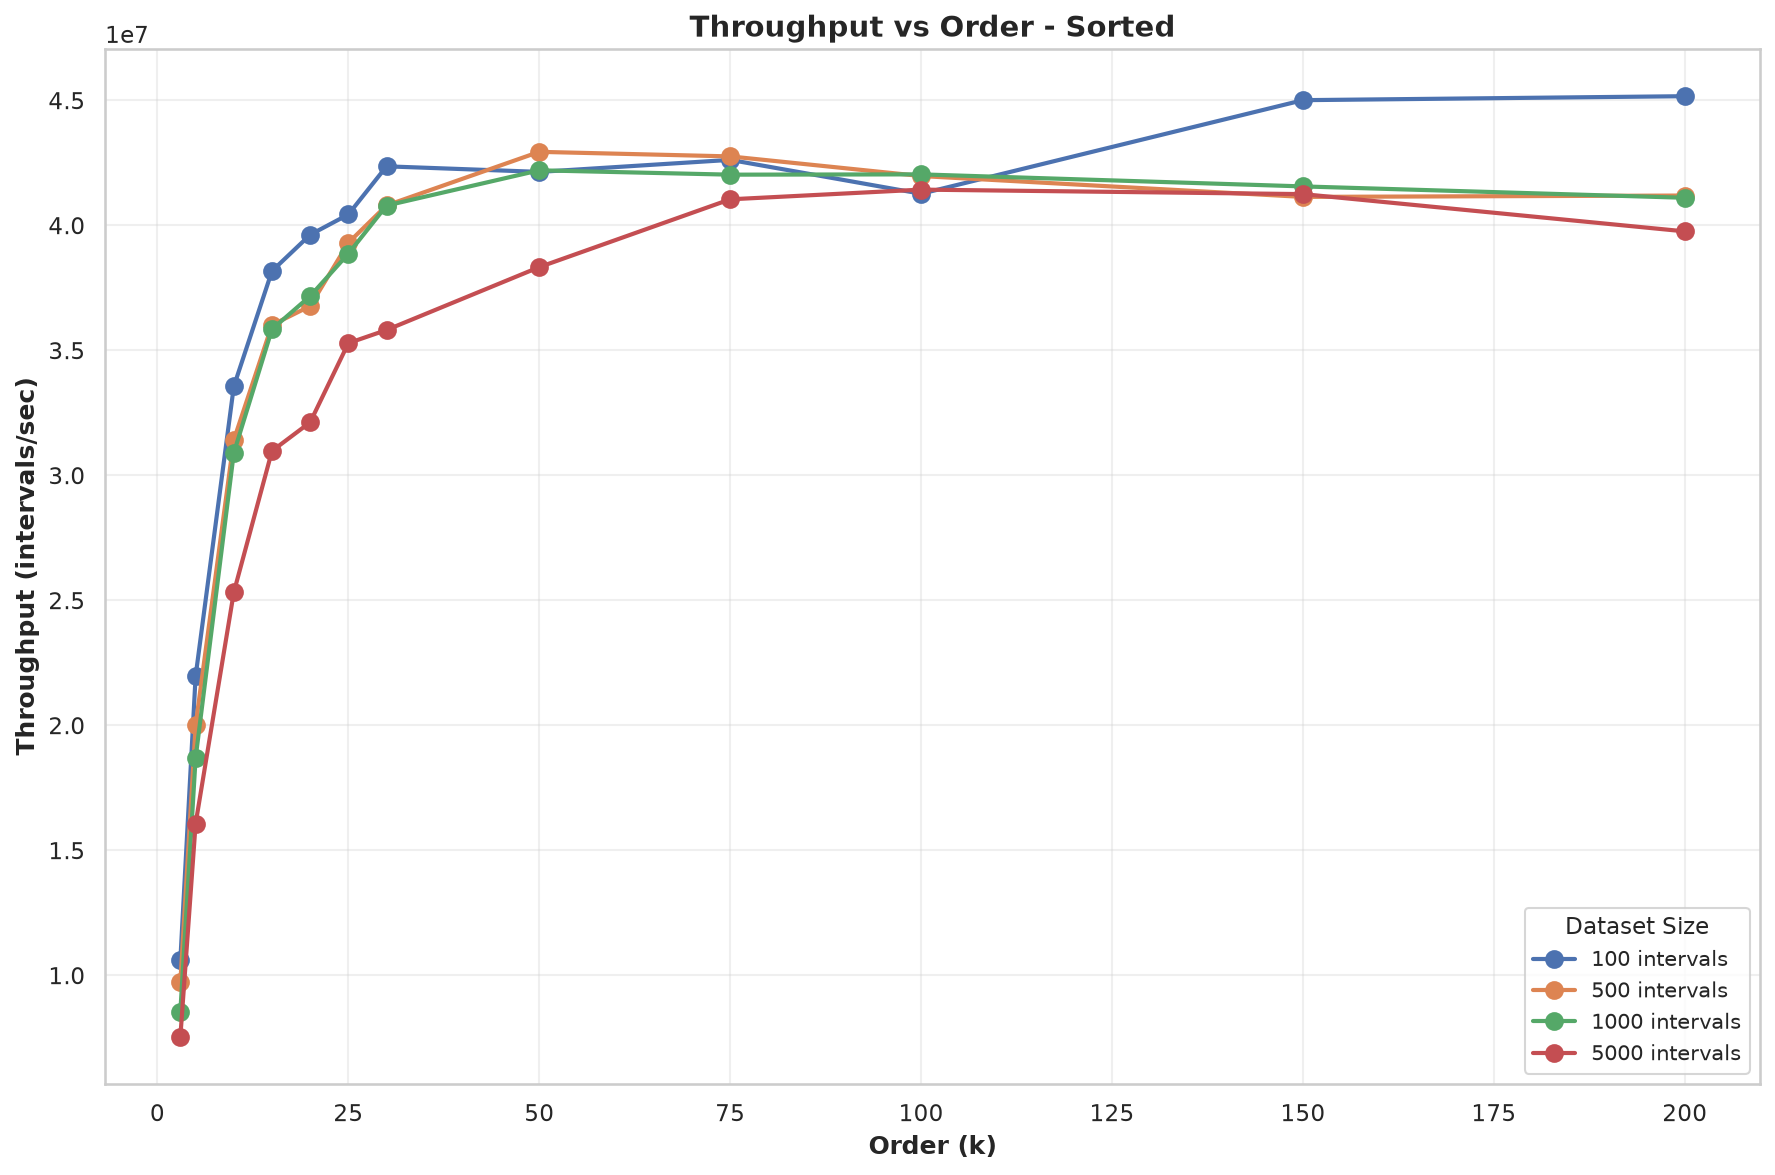 Throughput vs Order - Sorted
1e7
4.5
4.0
3.5
3.0
2.5
2.0
1.5
1.0
Throughput (intervals/sec)
0 25 50 75 100 125 150 175 200
Order (k)
Dataset Size
100 intervals
500 intervals
1000 intervals
5000 intervals